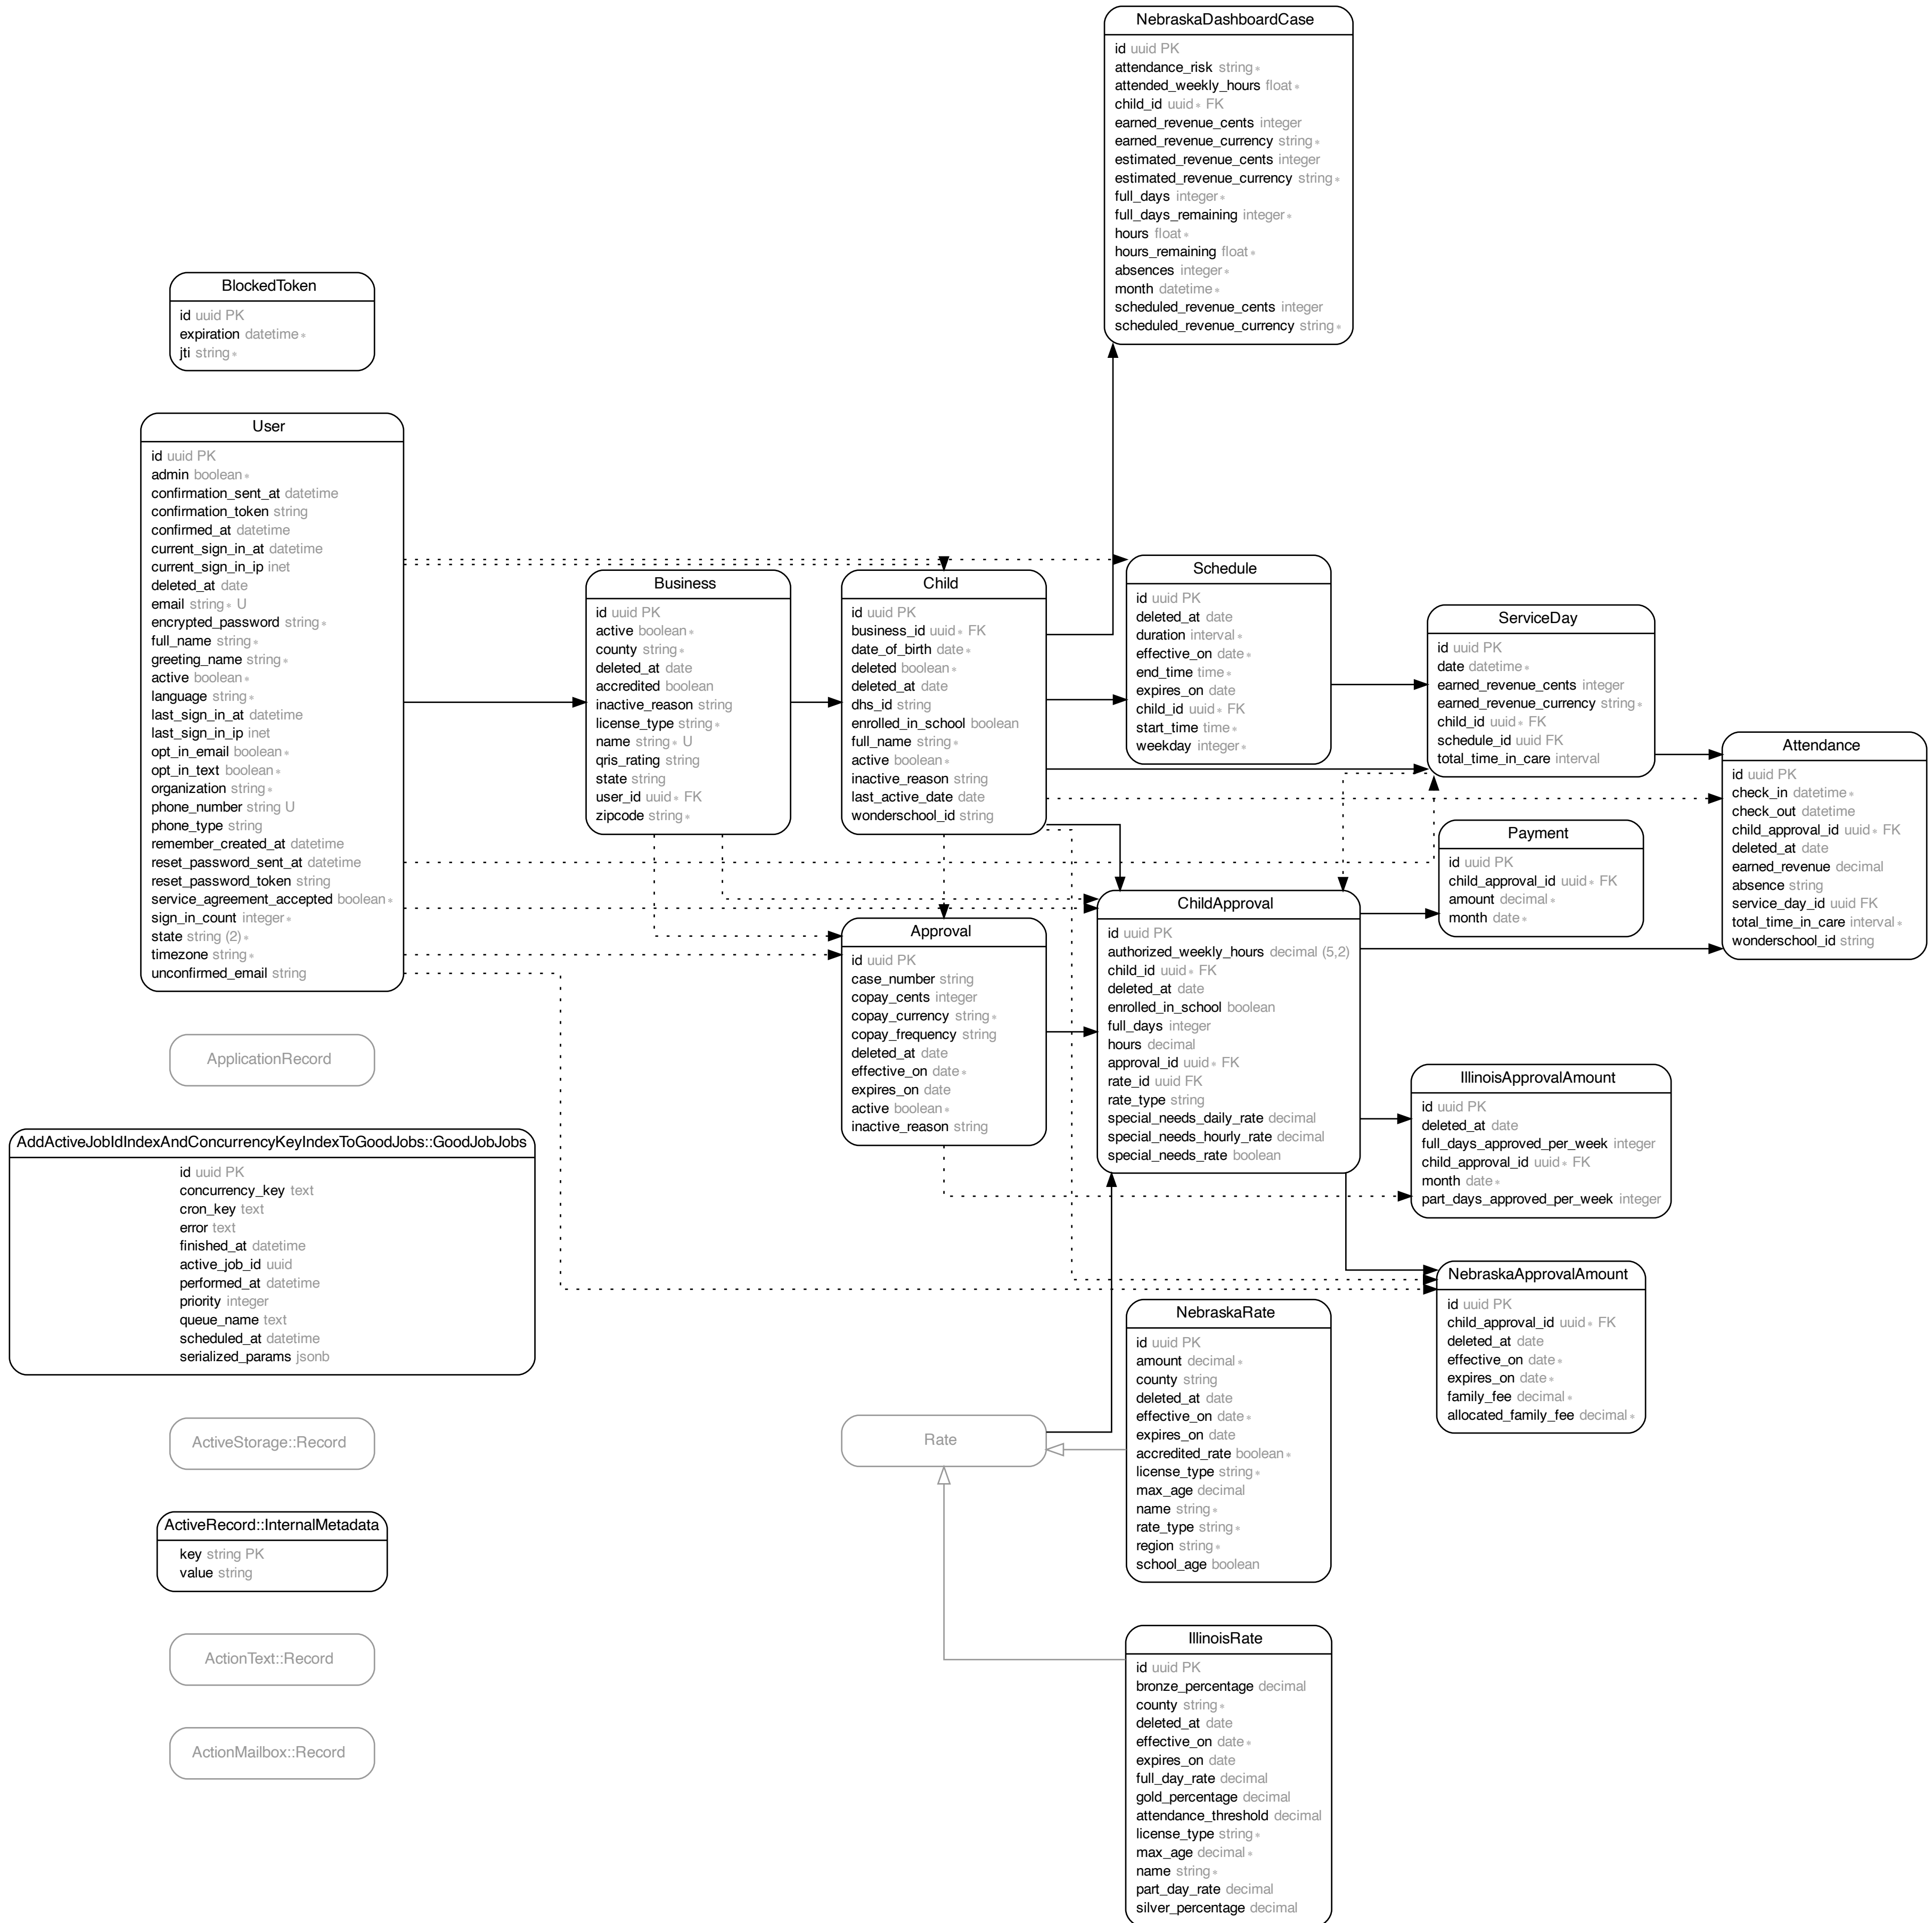 NebraskaDashboardCase
id uuid PK
attendance_risk string *
attended_weekly_hours float *
child_id uuid * FK
earned_revenue_cents integer
earned_revenue_currency string *
estimated_revenue_cents integer
estimated_revenue_currency string *
full_days integer *
full_days_remaining integer *
hours float *
hours_remaining float *
absences integer *
month datetime *
scheduled_revenue_cents integer
scheduled_revenue_currency string *
BlockedToken
id uuid PK
expiration datetime *
jti string *
User
id uuid PK
admin boolean *
confirmation_sent_at datetime
confirmation_token string
confirmed_at datetime
current_sign_in_at datetime
current_sign_in_ip inet
deleted_at date
email string * U
encrypted_password string *
full_name string *
greeting_name string *
active boolean *
language string *
last_sign_in_at datetime
last_sign_in_ip inet
opt_in_email boolean *
opt_in_text boolean *
organization string *
phone_number string U
phone_type string
remember_created_at datetime
reset_password_sent_at datetime
reset_password_token string
service_agreement_accepted boolean *
sign_in_count integer *
state string (2) *
timezone string *
unconfirmed_email string
Business
id uuid PK
active boolean *
county string *
deleted_at date
accredited boolean
inactive_reason string
license_type string *
name string * U
qris_rating string
state string
user_id uuid * FK
zipcode string *
Child
id uuid PK
business_id uuid * FK
date_of_birth date *
deleted boolean *
deleted_at date
dhs_id string
enrolled_in_school boolean
full_name string *
active boolean *
inactive_reason string
last_active_date date
wonderschool_id string
Schedule
id uuid PK
deleted_at date
duration interval *
effective_on date *
end_time time *
expires_on date
child_id uuid * FK
start_time time *
weekday integer *
ServiceDay
id uuid PK
date datetime *
earned_revenue_cents integer
earned_revenue_currency string *
child_id uuid * FK
schedule_id uuid FK
total_time_in_care interval
Attendance
id uuid PK
check_in datetime *
check_out datetime
child_approval_id uuid * FK
deleted_at date
earned_revenue decimal
absence string
service_day_id uuid FK
total_time_in_care interval *
wonderschool_id string
Payment
id uuid PK
child_approval_id uuid * FK
amount decimal *
month date *
ChildApproval
id uuid PK
authorized_weekly_hours decimal (5,2)
child_id uuid * FK
deleted_at date
enrolled_in_school boolean
full_days integer
hours decimal
approval_id uuid * FK
rate_id uuid FK
rate_type string
special_needs_daily_rate decimal
special_needs_hourly_rate decimal
special_needs_rate boolean
Approval
id uuid PK
case_number string
copay_cents integer
copay_currency string *
copay_frequency string
deleted_at date
effective_on date *
expires_on date
active boolean *
inactive_reason string
ApplicationRecord
IllinoisApprovalAmount
id uuid PK
deleted_at date
full_days_approved_per_week integer
child_approval_id uuid * FK
month date *
part_days_approved_per_week integer
AddActiveJobIdIndexAndConcurrencyKeyIndexToGoodJobs::GoodJobJobs
id uuid PK
concurrency_key text
cron_key text
error text
finished_at datetime
active_job_id uuid
performed_at datetime
priority integer
queue_name text
scheduled_at datetime
serialized_params jsonb
NebraskaApprovalAmount
id uuid PK
child_approval_id uuid * FK
deleted_at date
effective_on date *
expires_on date *
family_fee decimal *
allocated_family_fee decimal *
NebraskaRate
id uuid PK
amount decimal *
county string
deleted_at date
effective_on date *
expires_on date
accredited_rate boolean *
license_type string *
max_age decimal
name string *
rate_type string *
region string *
school_age boolean
Rate
ActiveStorage::Record
ActiveRecord::InternalMetadata
key string PK
value string
ActionText::Record
ActionMailbox::Record
IllinoisRate
id uuid PK
bronze_percentage decimal
county string *
deleted_at date
effective_on date *
expires_on date
full_day_rate decimal
gold_percentage decimal
attendance_threshold decimal
license_type string *
max_age decimal *
name string *
part_day_rate decimal
silver_percentage decimal